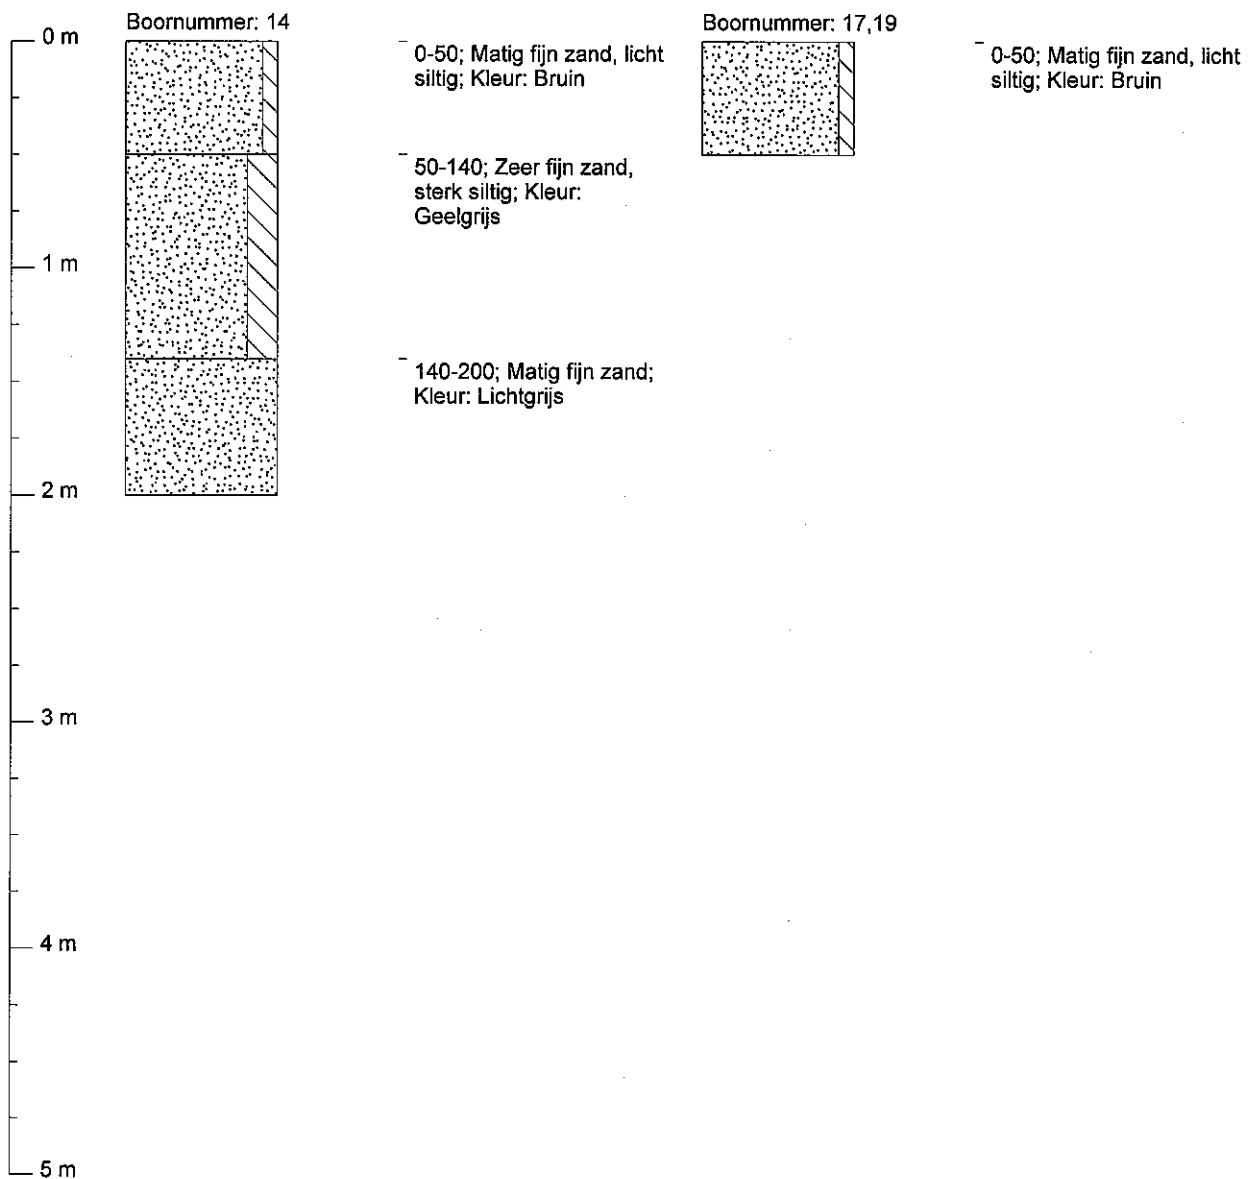 Boornummer: 14
0-50; Matig fijn zand, licht
siltig; Kleur: Bruin
50-140; Zeer fijn zand,
sterk siltig; Kleur:
Geelgrijs
140-200; Matig fijn zand;
Kleur: Lichtgrijs
Boornummer: 17,19
0-50; Matig fijn zand, licht
siltig; Kleur: Bruin
0 m
1 m
2 m
3 m
4 m
5 m